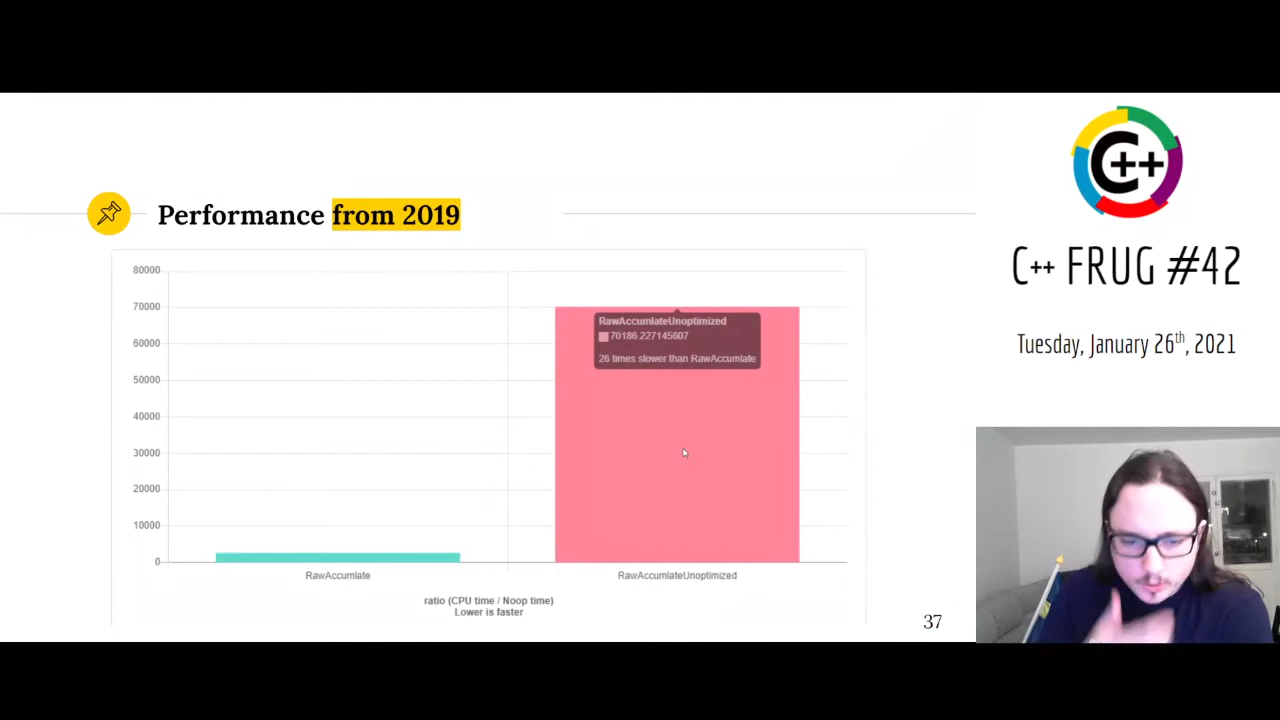 Performance from 2019
80000
70000
60000
50000
40000
30000
20000
10000
0
RawAccumlateUnoptimized
70186.227145607
26 times slower than RawAccumlate
RawAccumlate
RawAccumlateUnoptimized
ratio (CPU time / Noop time)
Lower is faster
37
C++
C++ FRUG #42
Tuesday, January 26th, 2021